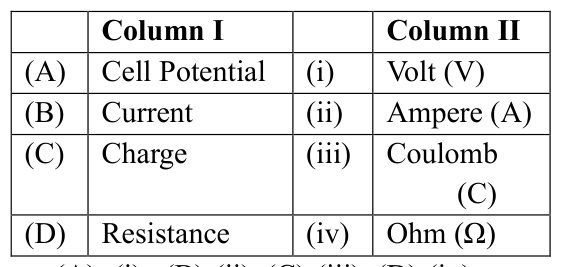 Column I Column II
(A) Cell Potential (i) Volt (V)
(B) Current (ii) Ampere (A)
(C) Charge (iii) Coulomb
(C)
(D) Resistance (iv) Ohm (Ω)